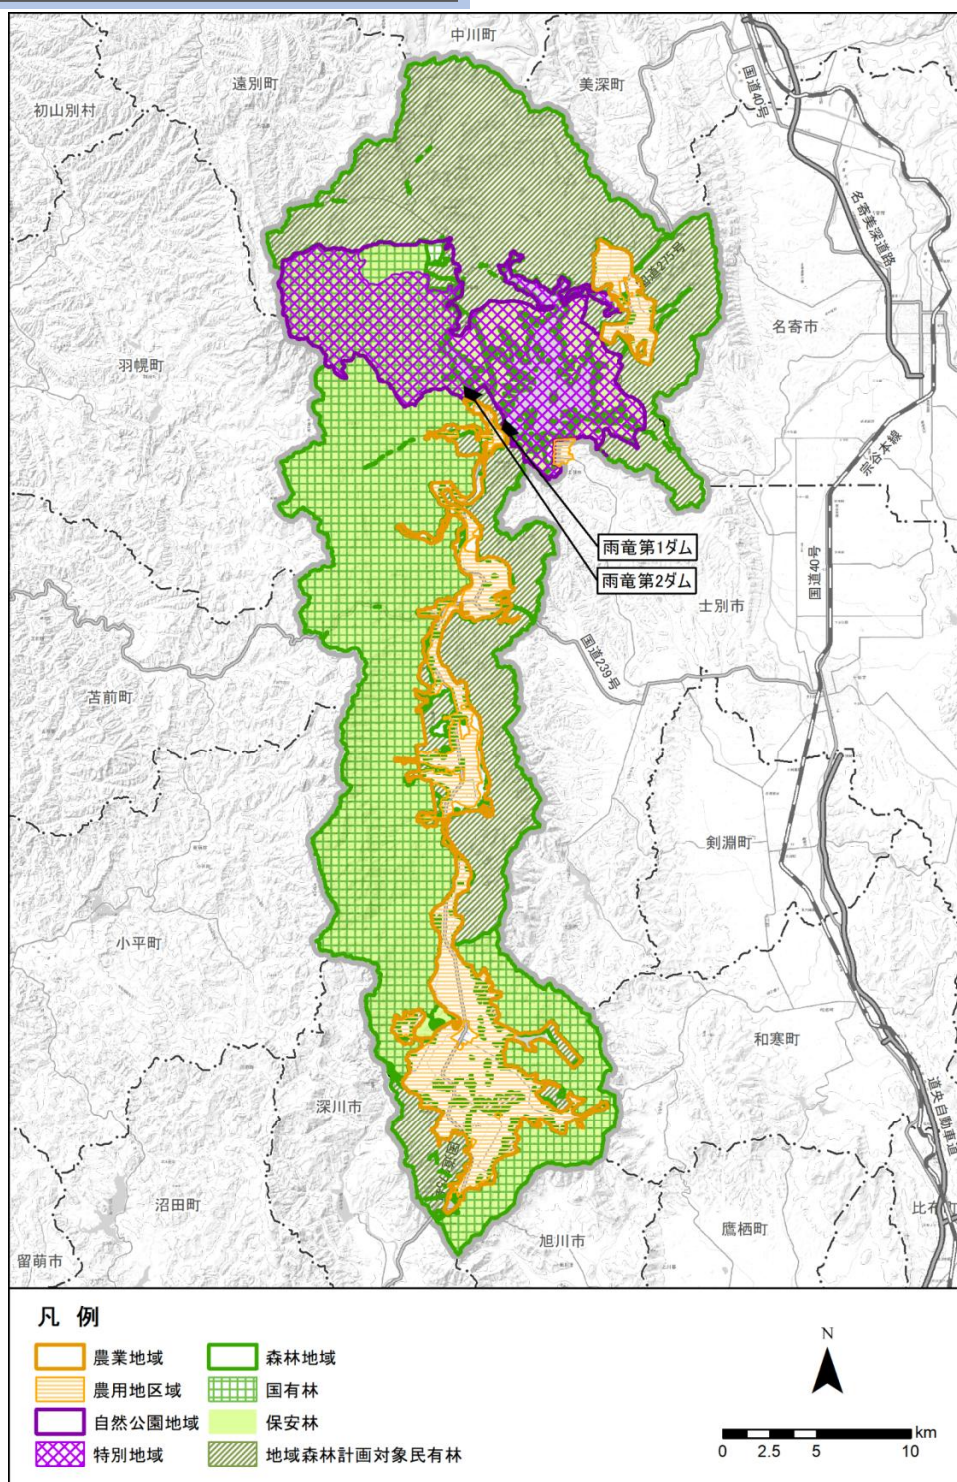 中川町
遠別町
美深町
初山別村
国道40号
名寄美深道路
国道275号
名寄市
羽幌町
宗谷本線
雨竜第1ダム
雨竜第2ダム
国道40号
士別市
国道239号
苫前町
剣淵町
小平町
和寒町
道央自動車道
深川市
沼田町
鷹栖町
旭川市
留萌市
凡 例
農業地域
森林地域
農用地区域
国有林
自然公園地域
保安林
特別地域
地域森林計画対象民有林
N
km
0 2.5 5 10